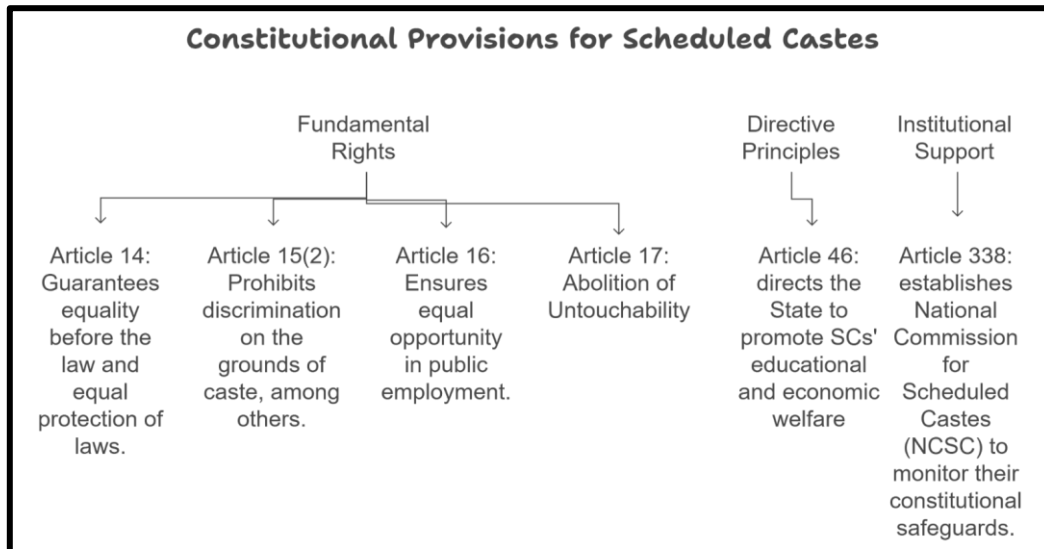 Constitutional Provisions for Scheduled Castes
Fundamental
Rights
Directive
Principles
Institutional
Support
Article 14:
Guarantees
equality
before the
law and
equal
protection of
laws.
Article 15(2):
Prohibits
discrimination
on the
grounds of
caste, among
others.
Article 16:
Ensures
equal
opportunity
in public
employment.
Article 17:
Abolition of
Untouchability
Article 46:
directs the
State to
promote SCs'
educational
and economic
welfare
Article 338:
establishes
National
Commission
for
Scheduled
Castes
(NCSC) to
monitor their
constitutional
safeguards.